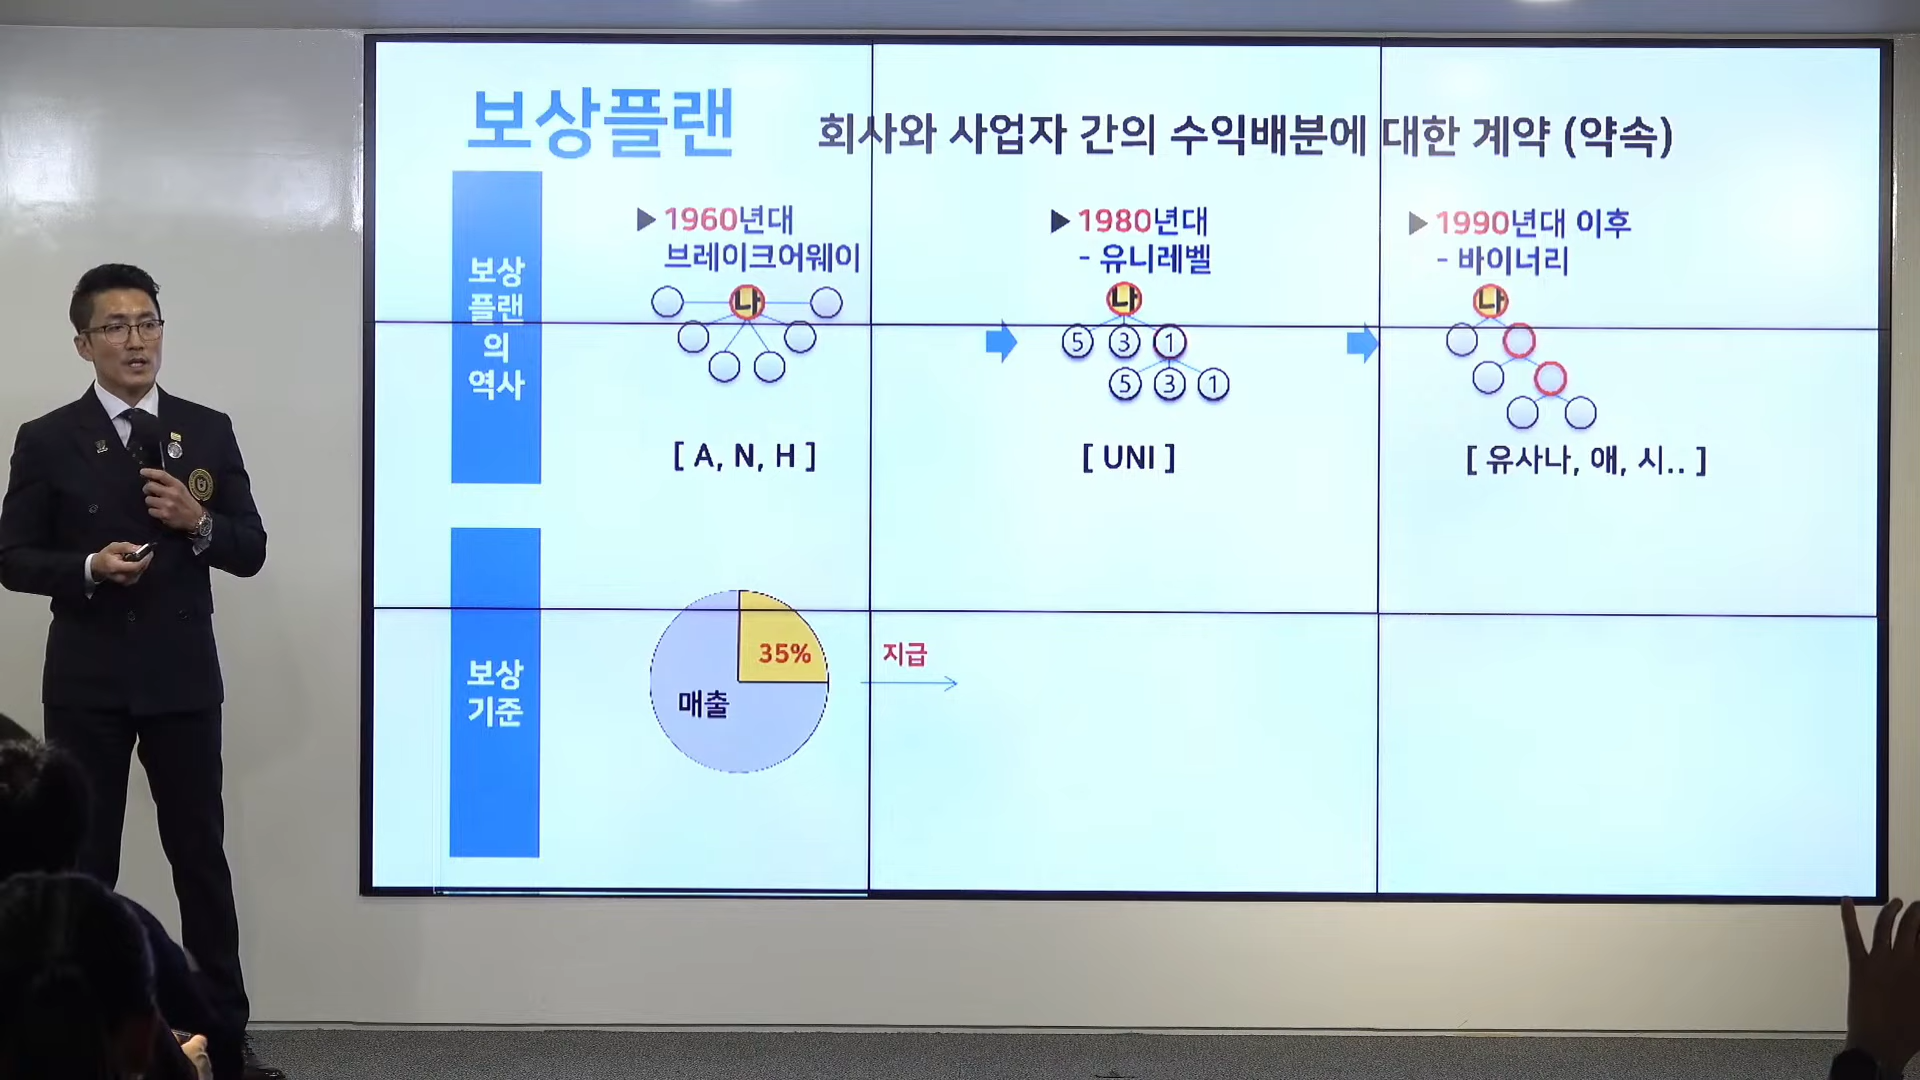 보상플랜
회사와 사업자 간의 수익배분에 대한 계약 (약속)
보상
플랜
의
역사
▶ 1960년대
브레이크어웨이
나
[ A, N, H ]
▶ 1980년대
- 유니레벨
나
5 3 1
5 3 1
[ UNI ]
▶ 1990년대 이후
- 바이너리
나
[ 유사나, 애, 시.. ]
보상
기준
35%
매출
지급